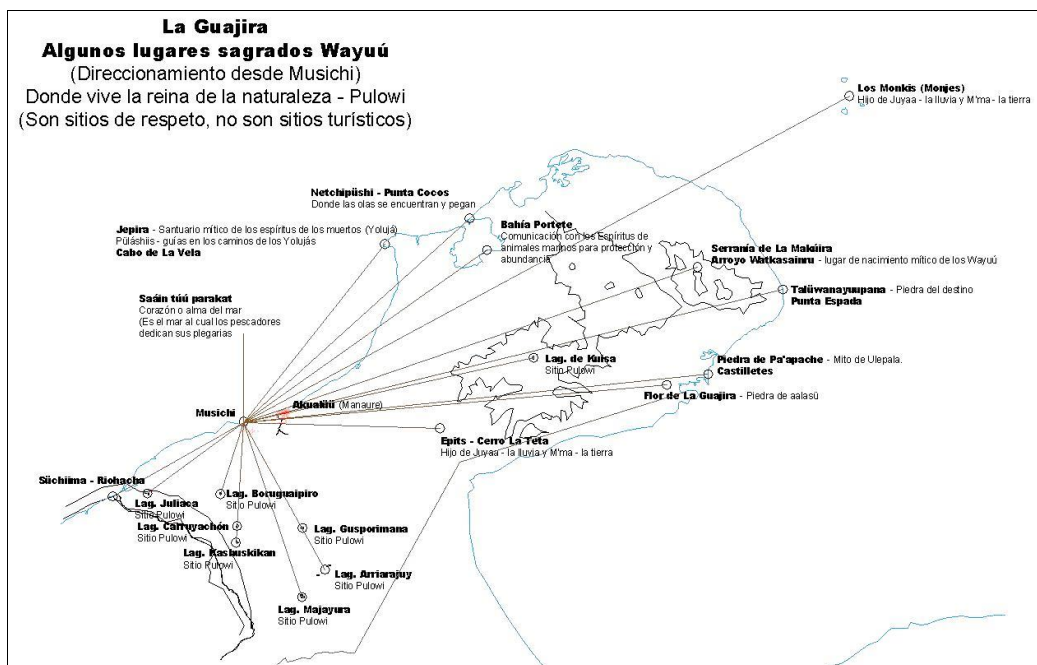 La Guajira
Algunos lugares sagrados Wayuú
(Direccionamiento desde Musichi)
Donde vive la reina de la naturaleza - Pulowi
(Son sitios de respeto, no son sitios turísticos)
Los Monkis (Monjes)
Hijo de Juyaa - la lluvia y M'ma - la tierra
Netchipüshi - Punta Cocos
Donde las olas se encuentran y pegan
Jepira - Santuario mítico de los espíritus de los muertos (Yolujá)
Püláshiis - guías en los caminos de los Yolujás
Cabo de La Vela
Bahía Portete
Comunicación con los Espíritus de
animales marinos para protección y
abundancia
Serranía de La Makúira
Arroyo Watkasainru - lugar de nacimiento mítico de los Wayuú
Talüwanayuupana - Piedra del destino
Punta Espada
Saáin túú parakat
Corazón o alma del mar
(Es el mar al cual los pescadores
dedican sus plegarias
Lag. de Kuisa
Sitio Pulowi
Piedra de Pa'apache - Mito de Ulepala.
Castilletes
Flor de La Guajira - Piedra de aalasü
Musichi
(Manaure)
Epits - Cerro La Teta
Hijo de Juyaa - la lluvia y M'ma - la tierra
Süchiima - Riohacha
Lag. Juliaca
Sitio Pulowi
Lag. Boruguaipiro
Sitio Pulowi
Lag. Carruyachón
Sitio Pulowi
Lag. Kashuskikan
Sitio Pulowi
Lag. Gusporimana
Sitio Pulowi
Lag. Arriarajuy
Sitio Pulowi
Lag. Majayura
Sitio Pulowi